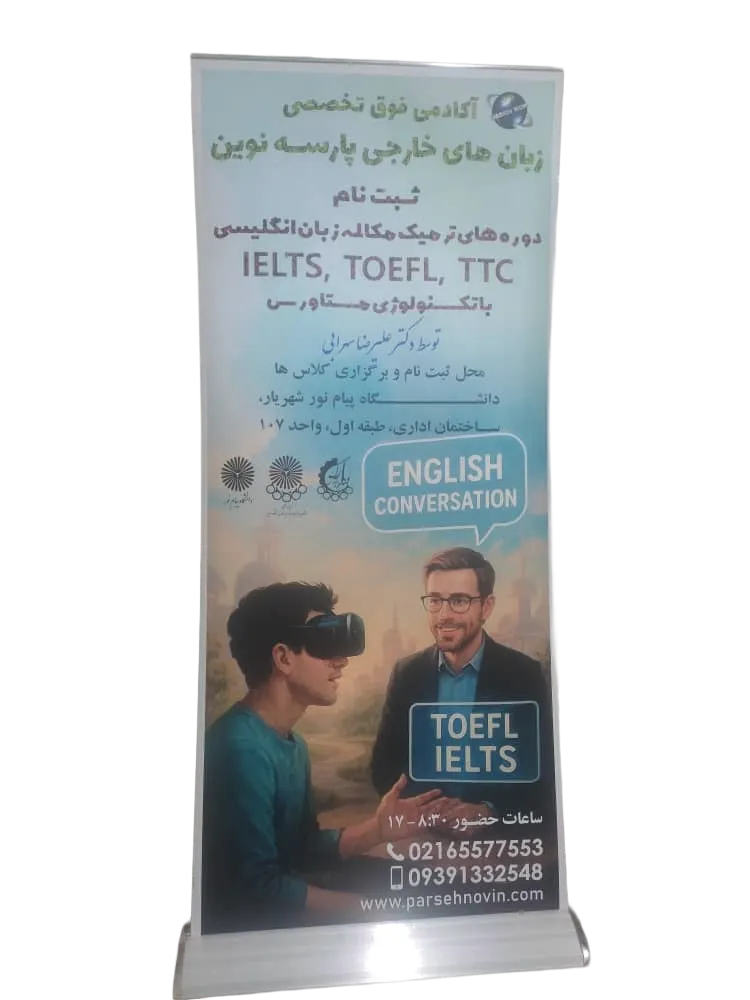 آکادمی فوق تخصصی
زبان های خارجی پارسه نوین
ثبت نام
دوره های ترمیک مکالمه زبان انگلیسی
IELTS, TOEFL, TTC
با تکنولوژی متاورس
توسط دکتر علیرضا سهرابی
محل ثبت نام و برگزاری کلاس ها
دانشگاه پیام نور شهریار،
ساختمان اداری، طبقه اول، واحد ۱۰۷
ENGLISH
CONVERSATION
TOEFL
IELTS
ساعات حضور ۸:۳۰ - ۱۷
02165577553
09391332548
www.parsehnovin.com